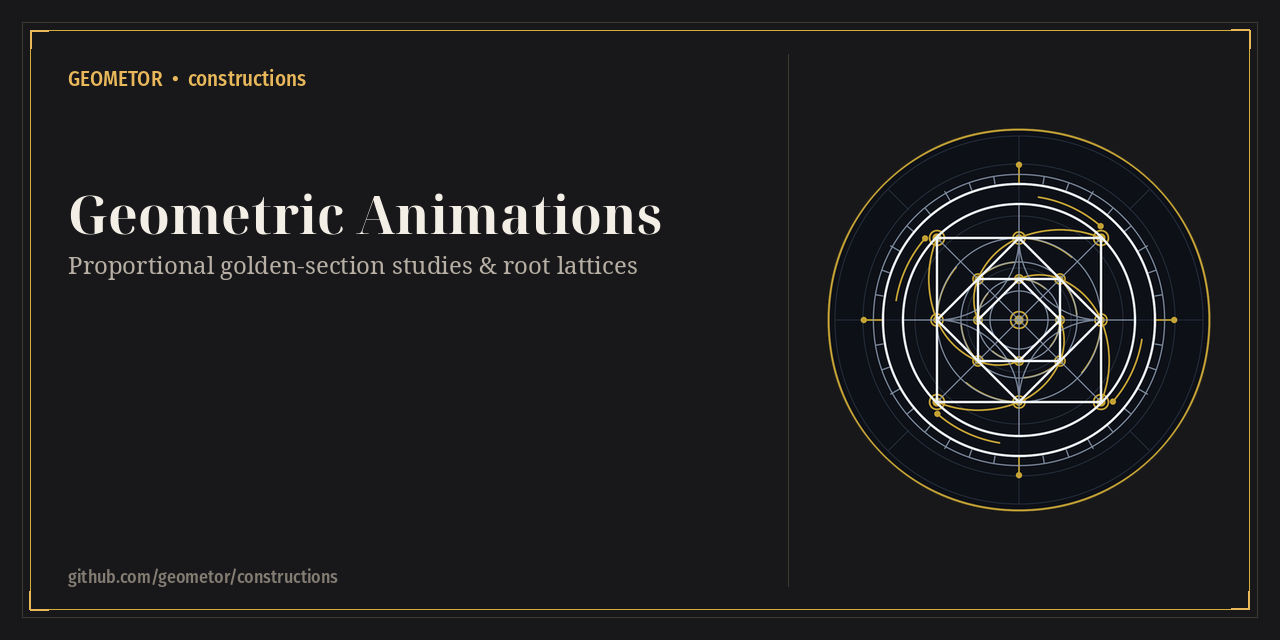 GEOMETOR • constructions
Geometric Animations
Proportional golden-section studies & root lattices
github.com/geometor/constructions